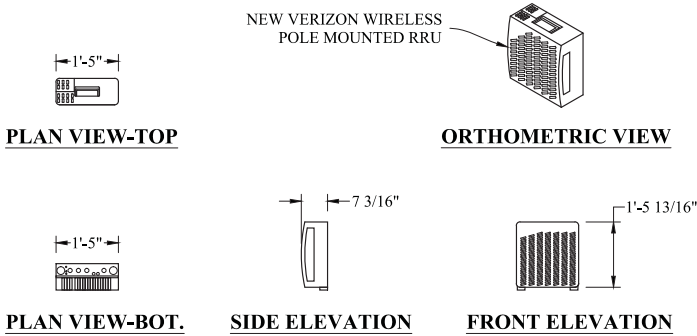 NEW VERIZON WIRELESS
POLE MOUNTED RRU
1'-5"
PLAN VIEW-TOP
ORTHOMETRIC VIEW
7 3/16"
1'-5 13/16"
1'-5"
PLAN VIEW-BOT.
SIDE ELEVATION
FRONT ELEVATION